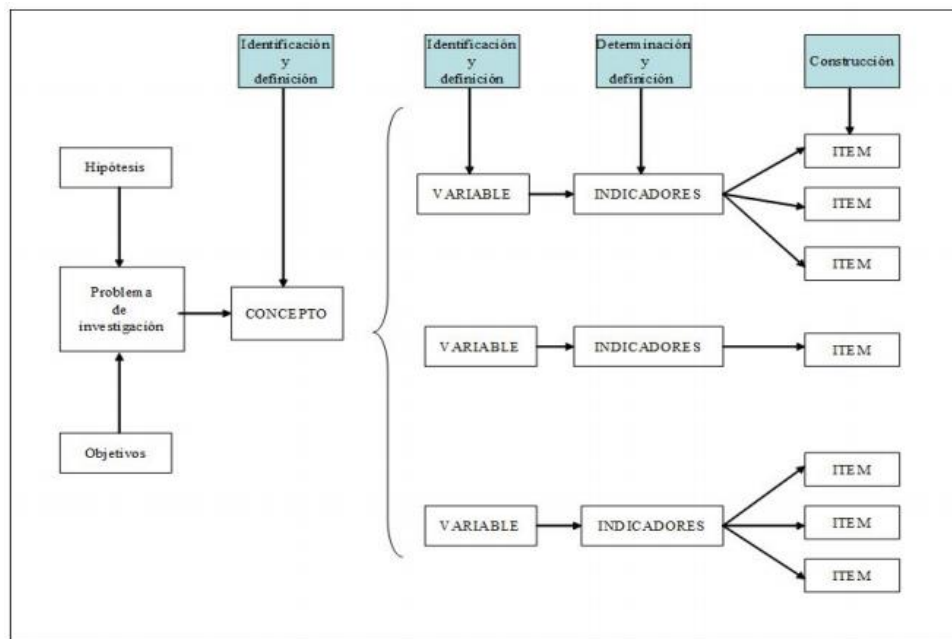 Identificación
y
definición
Identificación
y
definición
Determinación
y
definición
Construcción
Hipótesis
Problema
de
investigación
Objetivos
CONCEPTO
VARIABLE
INDICADORES
ITEM
ITEM
ITEM
VARIABLE
INDICADORES
ITEM
VARIABLE
INDICADORES
ITEM
ITEM
ITEM